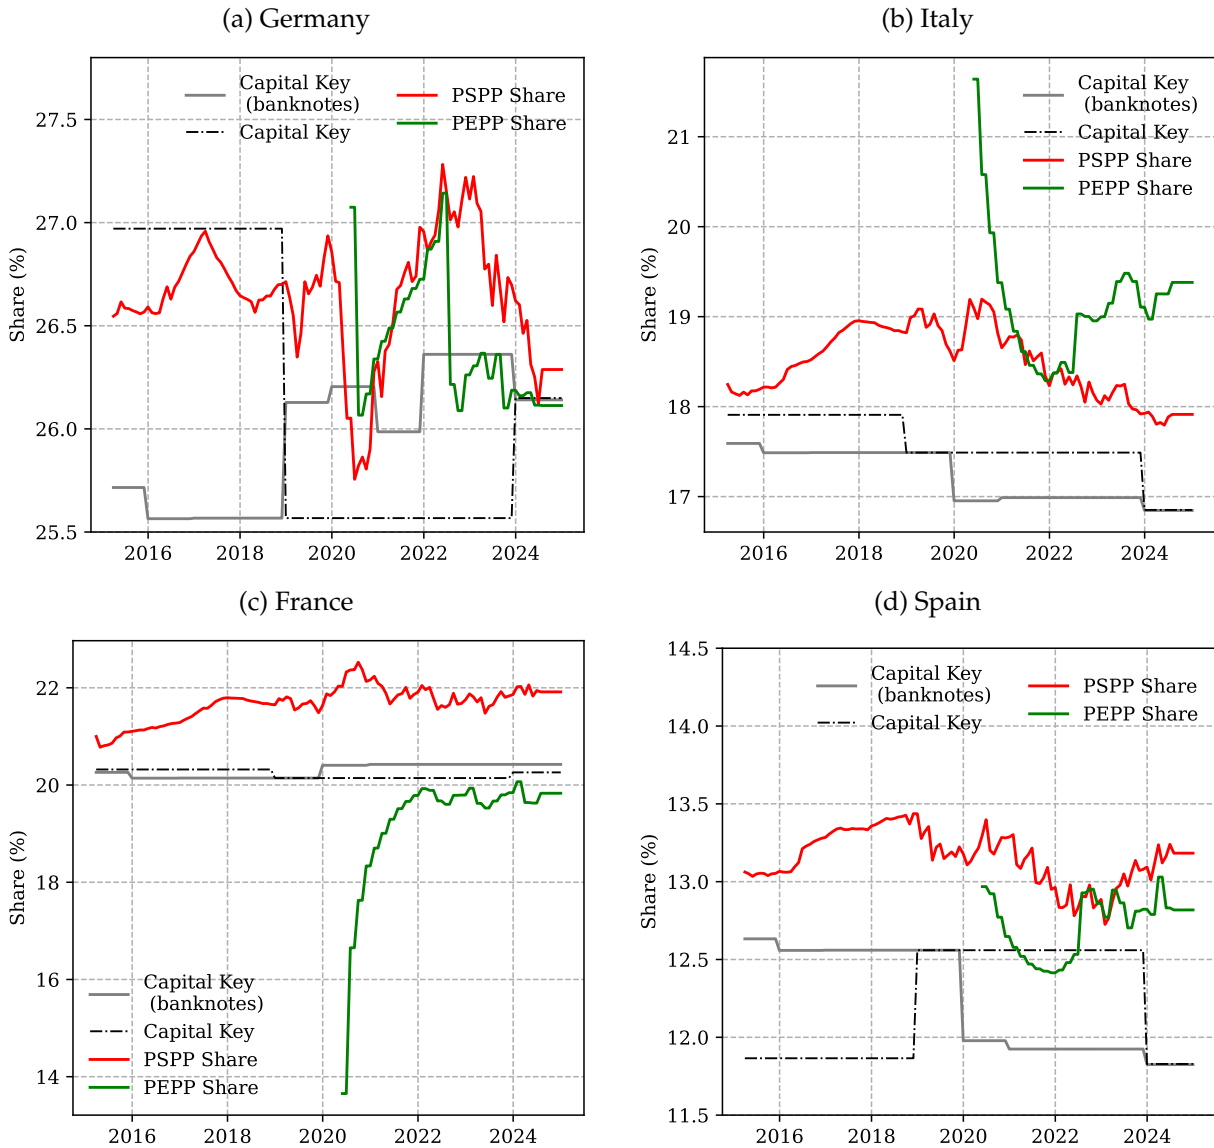 (a) Germany
Capital Key
(banknotes)
Capital Key
PSPP Share
PEPP Share
Share (%)
27.5
27.0
26.5
26.0
25.5
2016 2018 2020 2022 2024
(b) Italy
Capital Key
(banknotes)
Capital Key
PSPP Share
PEPP Share
Share (%)
21
20
19
18
17
2016 2018 2020 2022 2024
(c) France
Share (%)
22
20
18
16
14
Capital Key
(banknotes)
Capital Key
PSPP Share
PEPP Share
2016 2018 2020 2022 2024
(d) Spain
Capital Key
(banknotes)
Capital Key
PSPP Share
PEPP Share
Share (%)
14.5
14.0
13.5
13.0
12.5
12.0
11.5
2016 2018 2020 2022 2024